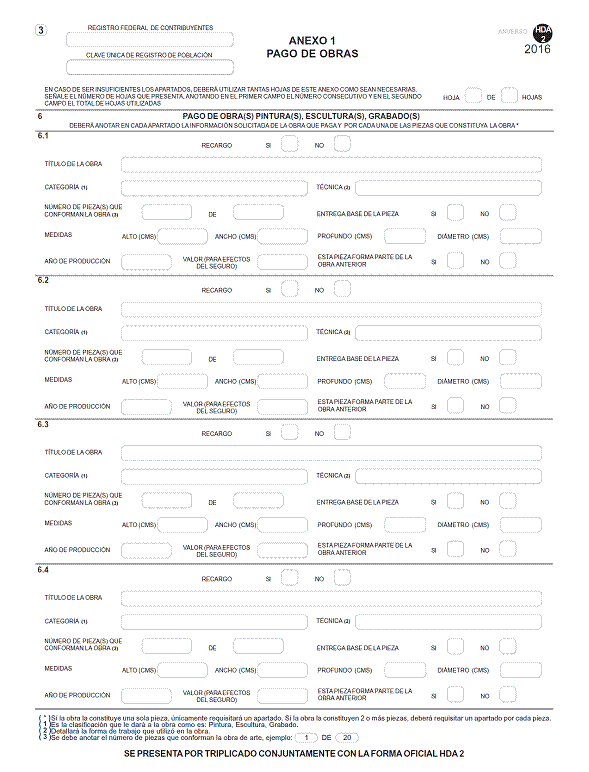 3
REGISTRO FEDERAL DE CONTRIBUYENTES
ANVERSO
HDA
2
2016
ANEXO 1
PAGO DE OBRAS
CLAVE ÚNICA DE REGISTRO DE POBLACIÓN
EN CASO DE SER INSUFICIENTES LOS APARTADOS, DEBERÁ UTILIZAR TANTAS HOJAS DE ESTE ANEXO COMO SEAN NECESARIAS.
SEÑALE EL NÚMERO DE HOJAS QUE PRESENTA, ANOTANDO EN EL PRIMER CAMPO EL NÚMERO CONSECUTIVO Y EN EL SEGUNDO
CAMPO EL TOTAL DE HOJAS UTILIZADAS
HOJA DE HOJAS
6 PAGO DE OBRA(S) PINTURA(S), ESCULTURA(S), GRABADO(S)
DEBERÁ ANOTAR EN CADA APARTADO LA INFORMACIÓN SOLICITADA DE LA OBRA QUE PAGA Y POR CADA UNA DE LAS PIEZAS QUE CONSTITUYA LA OBRA *
6.1
RECARGO SI NO
TÍTULO DE LA OBRA
CATEGORÍA (1) TÉCNICA (2)
NÚMERO DE PIEZA(S) QUE
CONFORMAN LA OBRA (3) DE ENTREGA BASE DE LA PIEZA SI NO
MEDIDAS ALTO (CMS) ANCHO (CMS) PROFUNDO (CMS) DIÁMETRO (CMS)
AÑO DE PRODUCCIÓN VALOR (PARA EFECTOS
DEL SEGURO) ESTA PIEZA FORMA PARTE DE LA
OBRA ANTERIOR SI NO
6.2
RECARGO SI NO
TÍTULO DE LA OBRA
CATEGORÍA (1) TÉCNICA (2)
NÚMERO DE PIEZA(S) QUE
CONFORMAN LA OBRA (3) DE ENTREGA BASE DE LA PIEZA SI NO
MEDIDAS ALTO (CMS) ANCHO (CMS) PROFUNDO (CMS) DIÁMETRO (CMS)
AÑO DE PRODUCCIÓN VALOR (PARA EFECTOS
DEL SEGURO) ESTA PIEZA FORMA PARTE DE LA
OBRA ANTERIOR SI NO
6.3
RECARGO SI NO
TÍTULO DE LA OBRA
CATEGORÍA (1) TÉCNICA (2)
NÚMERO DE PIEZA(S) QUE
CONFORMAN LA OBRA (3) DE ENTREGA BASE DE LA PIEZA SI NO
MEDIDAS ALTO (CMS) ANCHO (CMS) PROFUNDO (CMS) DIÁMETRO (CMS)
AÑO DE PRODUCCIÓN VALOR (PARA EFECTOS
DEL SEGURO) ESTA PIEZA FORMA PARTE DE LA
OBRA ANTERIOR SI NO
6.4
RECARGO SI NO
TÍTULO DE LA OBRA
CATEGORÍA (1) TÉCNICA (2)
NÚMERO DE PIEZA(S) QUE
CONFORMAN LA OBRA (3) DE ENTREGA BASE DE LA PIEZA SI NO
MEDIDAS ALTO (CMS) ANCHO (CMS) PROFUNDO (CMS) DIÁMETRO (CMS)
AÑO DE PRODUCCIÓN VALOR (PARA EFECTOS
DEL SEGURO) ESTA PIEZA FORMA PARTE DE LA
OBRA ANTERIOR SI NO
( * ) Si la obra la constituye una sola pieza, únicamente requisitará un apartado. Si la obra la constituyen 2 o más piezas, deberá requisitar un apartado por cada pieza.
( 1 ) Es la clasificación que le dará a la obra como es: Pintura, Escultura, Grabado.
( 2 ) Detallará la forma de trabajo que utilizó en la obra.
( 3 ) Se debe anotar el número de piezas que conforman la obra de arte, ejemplo: 1 DE 20
SE PRESENTA POR TRIPLICADO CONJUNTAMENTE CON LA FORMA OFICIAL HDA 2